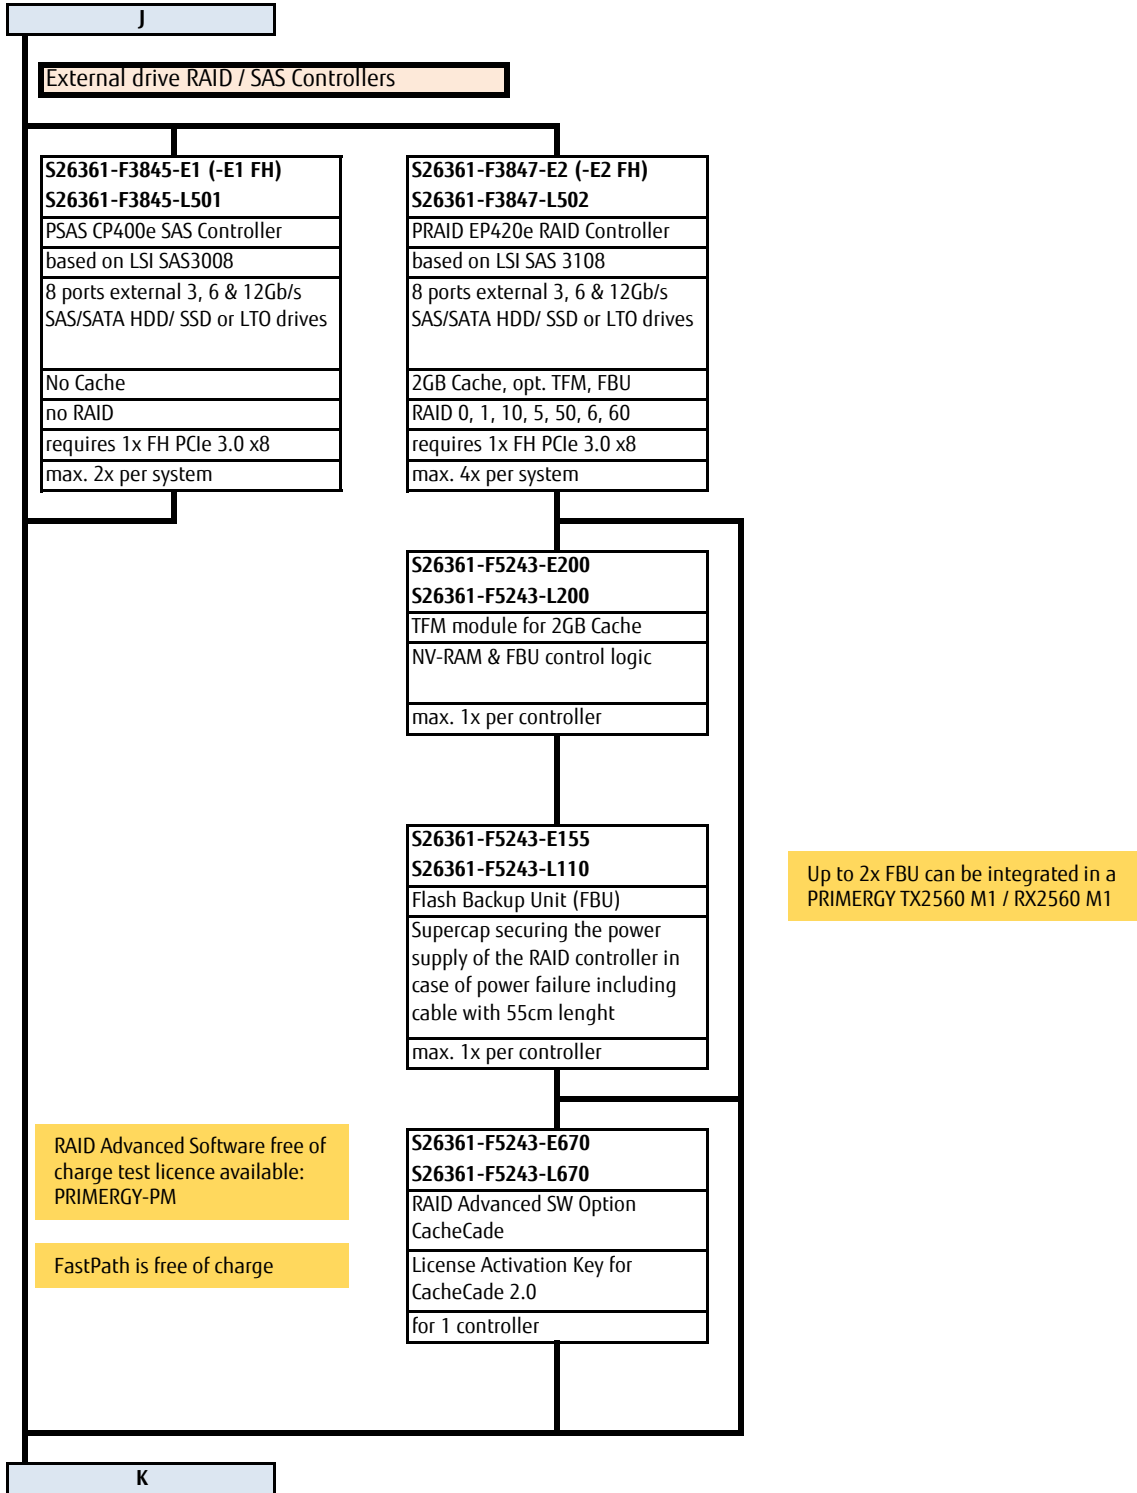 J
External drive RAID / SAS Controllers
S26361-F3845-E1 (-E1 FH)
S26361-F3845-L501
PSAS CP400e SAS Controller
based on LSI SAS3008
8 ports external 3, 6 & 12Gb/s
SAS/SATA HDD/ SSD or LTO drives
No Cache
no RAID
requires 1x FH PCIe 3.0 x8
max. 2x per system
S26361-F3847-E2 (-E2 FH)
S26361-F3847-L502
PRAID EP420e RAID Controller
based on LSI SAS 3108
8 ports external 3, 6 & 12Gb/s
SAS/SATA HDD/ SSD or LTO drives
2GB Cache, opt. TFM, FBU
RAID 0, 1, 10, 5, 50, 6, 60
requires 1x FH PCIe 3.0 x8
max. 4x per system
S26361-F5243-E200
S26361-F5243-L200
TFM module for 2GB Cache
NV-RAM & FBU control logic
max. 1x per controller
S26361-F5243-E155
S26361-F5243-L110
Flash Backup Unit (FBU)
Supercap securing the power
supply of the RAID controller in
case of power failure including
cable with 55cm lenght
max. 1x per controller
Up to 2x FBU can be integrated in a
PRIMERGY TX2560 M1 / RX2560 M1
RAID Advanced Software free of
charge test licence available:
PRIMERGY-PM
FastPath is free of charge
S26361-F5243-E670
S26361-F5243-L670
RAID Advanced SW Option
CacheCade
License Activation Key for
CacheCade 2.0
for 1 controller
K